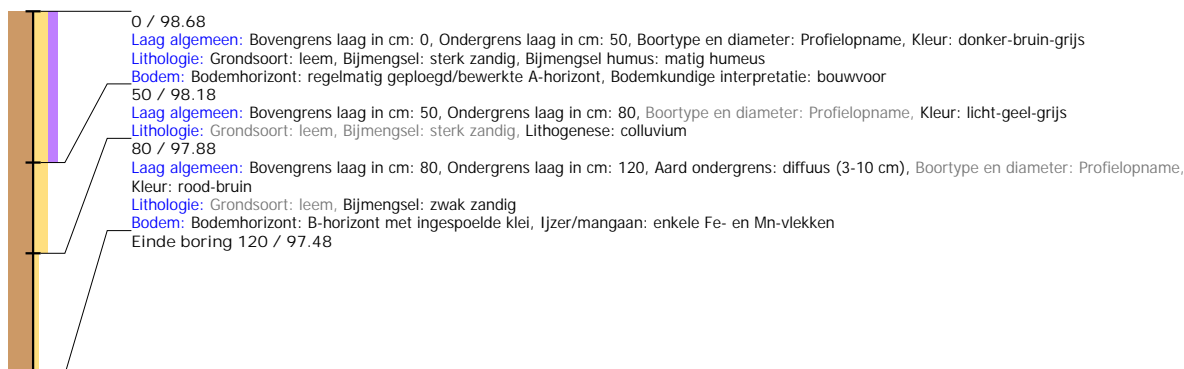 0 / 98.68
Laag algemeen: Bovengrens laag in cm: 0, Ondergrens laag in cm: 50, Boortype en diameter: Profielopname, Kleur: donker-bruin-grijs
Lithologie: Grondsoort: leem, Bijmengsel: sterk zandig, Bijmengsel humus: matig humeus
Bodem: Bodemhorizont: regelmatig geploegd/bewerkte A-horizont, Bodemkundige interpretatie: bouwvoor
50 / 98.18
Laag algemeen: Bovengrens laag in cm: 50, Ondergrens laag in cm: 80, Boortype en diameter: Profielopname, Kleur: licht-geel-grijs
Lithologie: Grondsoort: leem, Bijmengsel: sterk zandig, Lithogenese: colluvium
80 / 97.88
Laag algemeen: Bovengrens laag in cm: 80, Ondergrens laag in cm: 120, Aard ondergrens: diffuus (3-10 cm), Boortype en diameter: Profielopname,
Kleur: rood-bruin
Lithologie: Grondsoort: leem, Bijmengsel: zwak zandig
Bodem: Bodemhorizont: B-horizont met ingespoelde klei, Ijzer/mangaan: enkele Fe- en Mn-vlekken
Einde boring 120 / 97.48